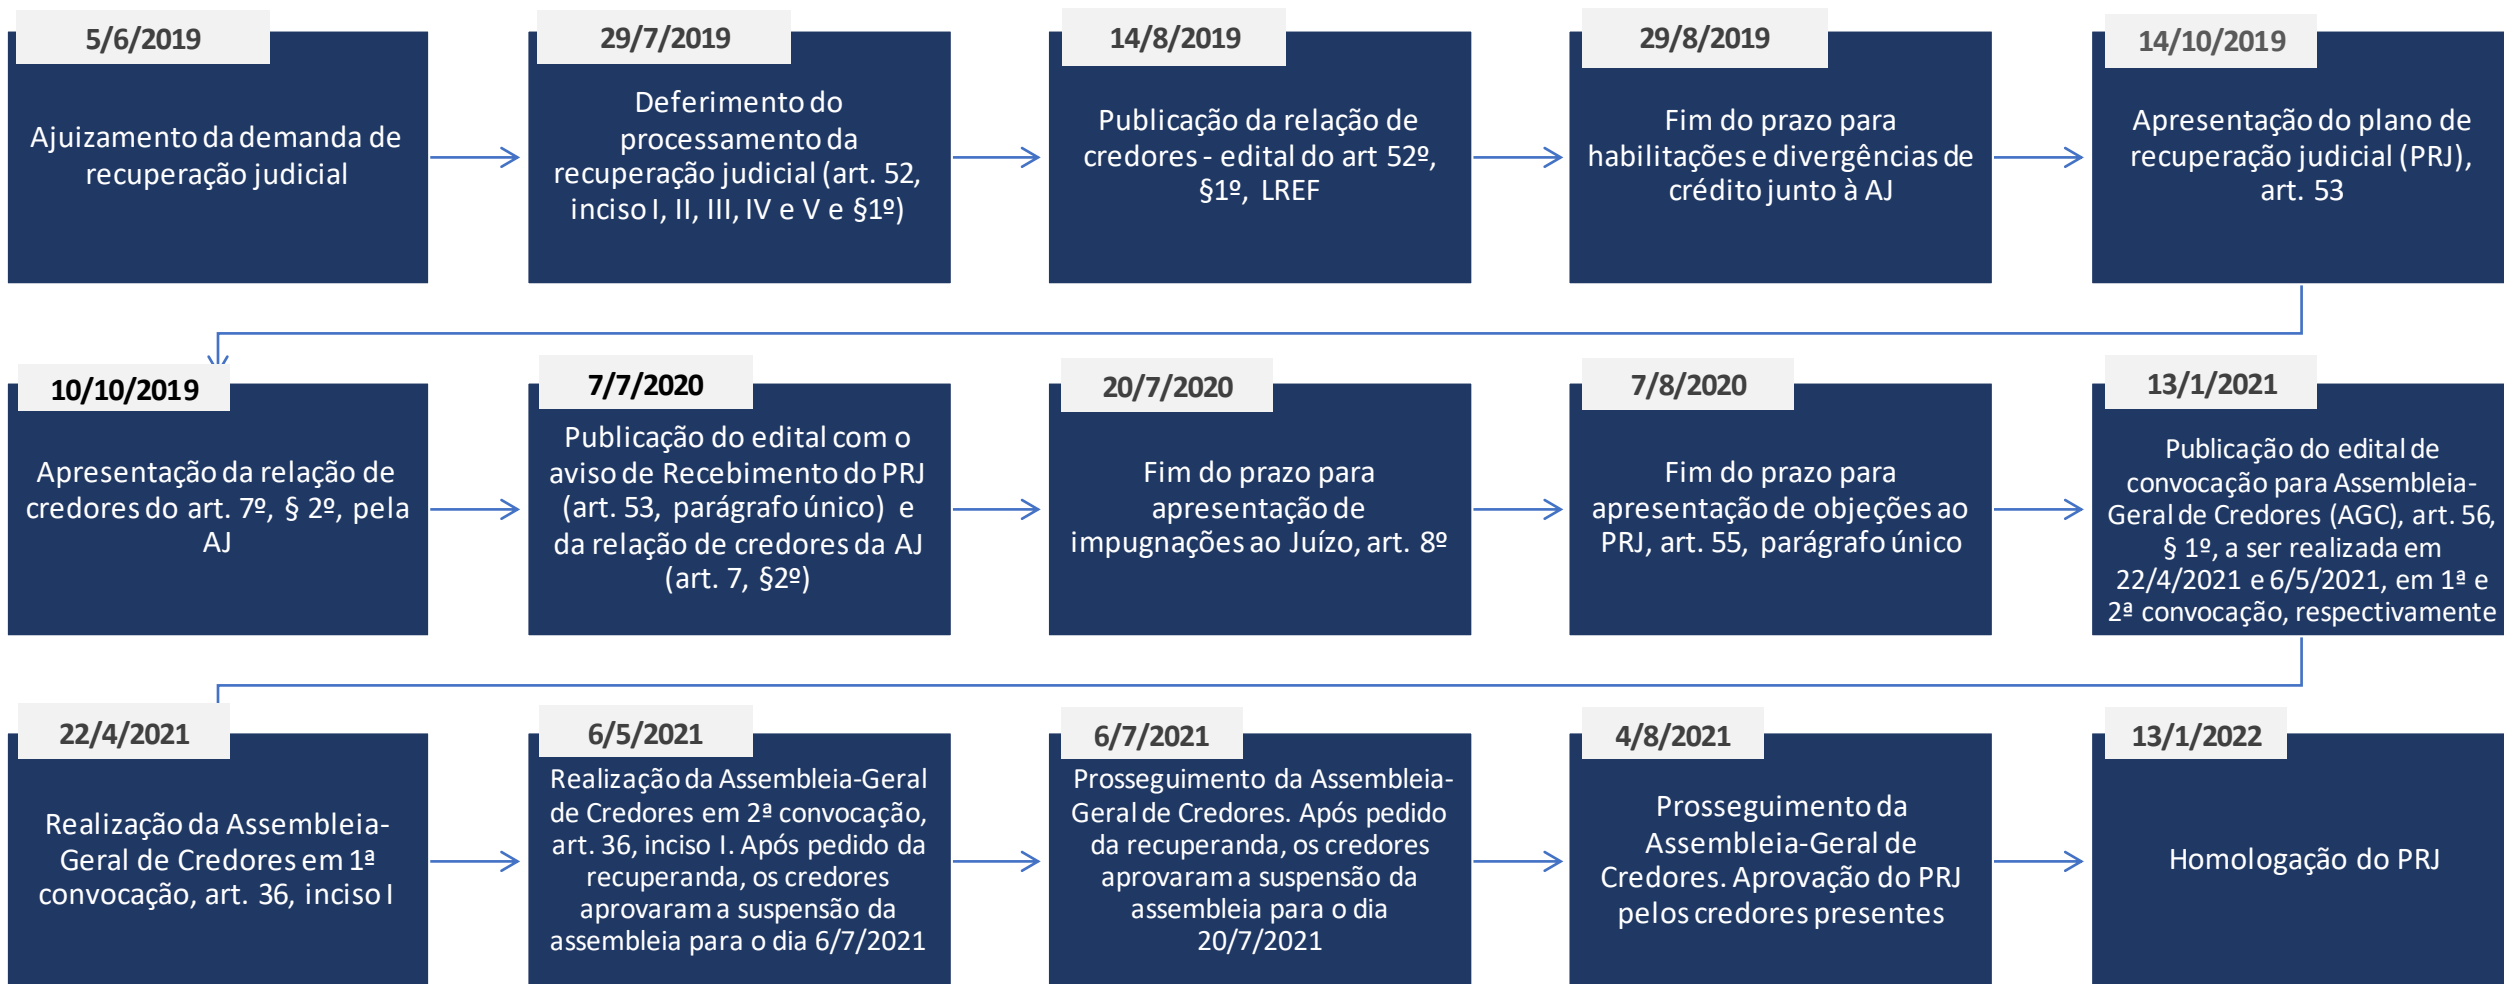 5/6/2019
Ajuizamento da demanda de
recuperação judicial
29/7/2019
Deferimento do
processamento da
recuperação judicial (art. 52,
inciso I, II, III, IV e V e §1º)
14/8/2019
Publicação da relação de
credores - edital do art 52º,
§1º, LREF
29/8/2019
Fim do prazo para
habilitações e divergências de
crédito junto à AJ
14/10/2019
Apresentação do plano de
recuperação judicial (PRJ),
art. 53
10/10/2019
Apresentação da relação de
credores do art. 7º, § 2º, pela
AJ
7/7/2020
Publicação do edital com o
aviso de Recebimento do PRJ
(art. 53, parágrafo único) e
da relação de credores da AJ
(art. 7, §2º)
20/7/2020
Fim do prazo para
apresentação de
impugnações ao Juízo, art. 8º
7/8/2020
Fim do prazo para
apresentação de objeções ao
PRJ, art. 55, parágrafo único
13/1/2021
Publicação do edital de
convocação para Assembleia-
Geral de Credores (AGC), art. 56,
§ 1º, a ser realizada em
22/4/2021 e 6/5/2021, em 1ª e
2ª convocação, respectivamente
22/4/2021
Realização da Assembleia-
Geral de Credores em 1ª
convocação, art. 36, inciso I
6/5/2021
Realização da Assembleia-Geral
de Credores em 2ª convocação,
art. 36, inciso I. Após pedido da
recuperanda, os credores
aprovaram a suspensão da
assembleia para o dia 6/7/2021
6/7/2021
Prosseguimento da Assembleia-
Geral de Credores. Após pedido
da recuperanda, os credores
aprovaram a suspensão da
assembleia para o dia
20/7/2021
4/8/2021
Prosseguimento da
Assembleia-Geral de
Credores. Aprovação do PRJ
pelos credores presentes
13/1/2022
Homologação do PRJ